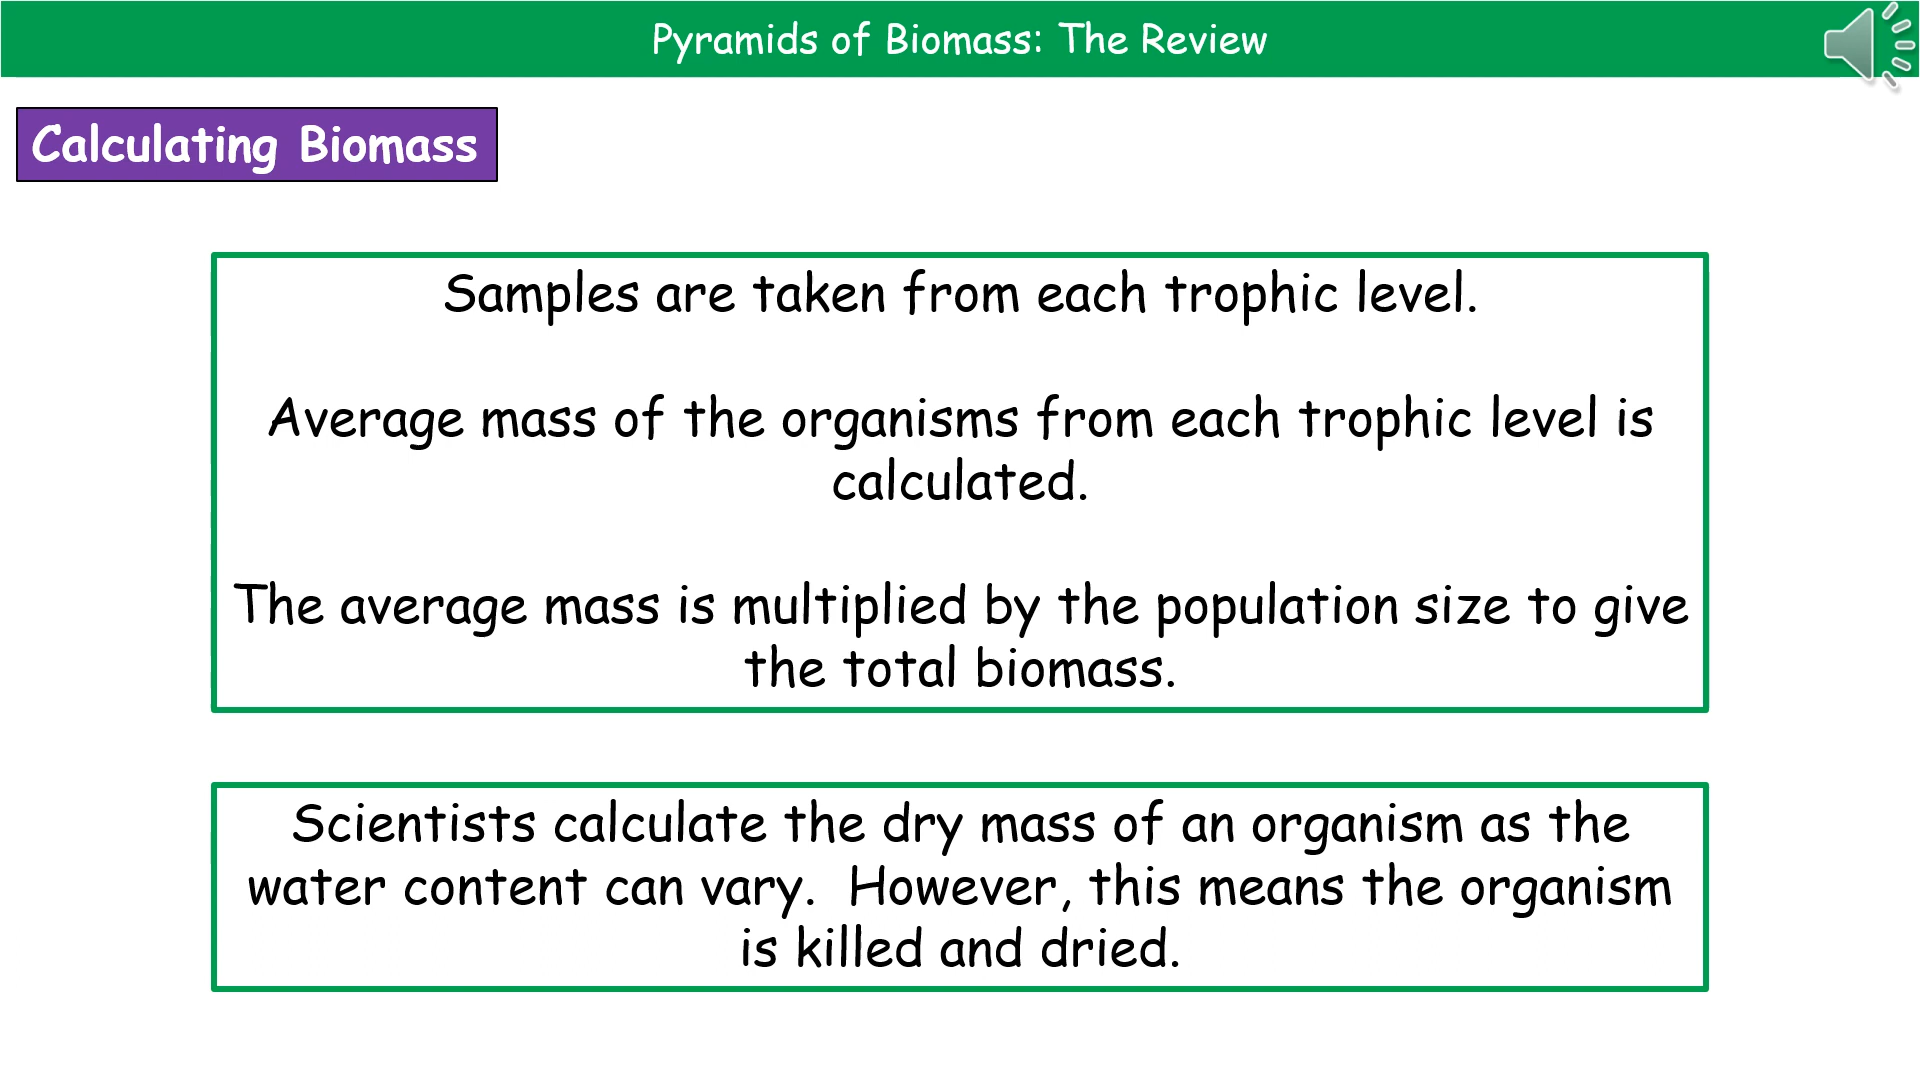 Pyramids of Biomass: The Review
Calculating Biomass
Samples are taken from each trophic level.
Average mass of the organisms from each trophic level is
calculated.
The average mass is multiplied by the population size to give
the total biomass.
Scientists calculate the dry mass of an organism as the
water content can vary.  However, this means the organism
is killed and dried.